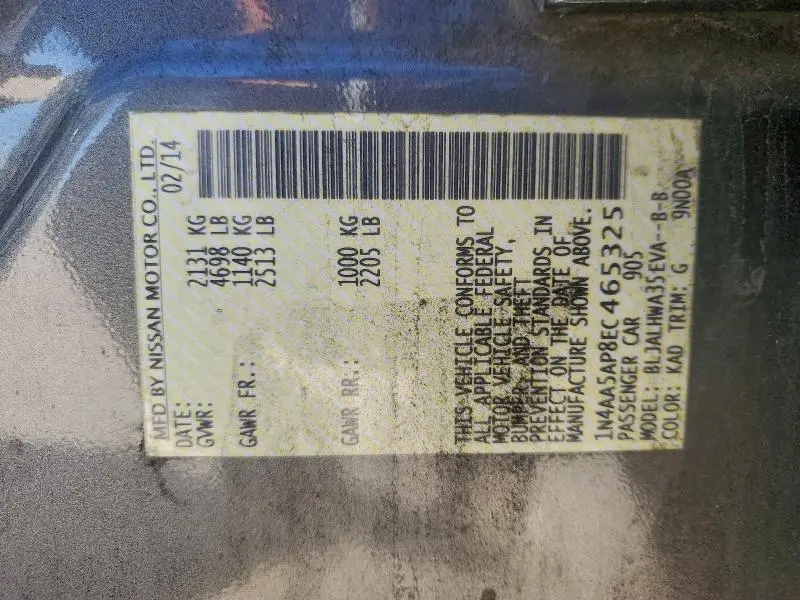 MFD BY NISSAN MOTOR CO., LTD.
DATE: 02/14
GVWR: 2131 KG
4698 LB
GAWR FR.: 1140 KG
2513 LB
GAWR RR.: 1000 KG
2205 LB
THIS VEHICLE CONFORMS TO
ALL APPLICABLE FEDERAL
MOTOR VEHICLE SAFETY,
BUMPER, AND THEFT
PREVENTION STANDARDS IN
EFFECT ON THE DATE OF
MANUFACTURE SHOWN ABOVE.
1N4AA5AP8EC465325
PASSENGER CAR 905
MODEL: BLJALHWA35EVA--B-B
COLOR: KAD TRIM: G 9N00A